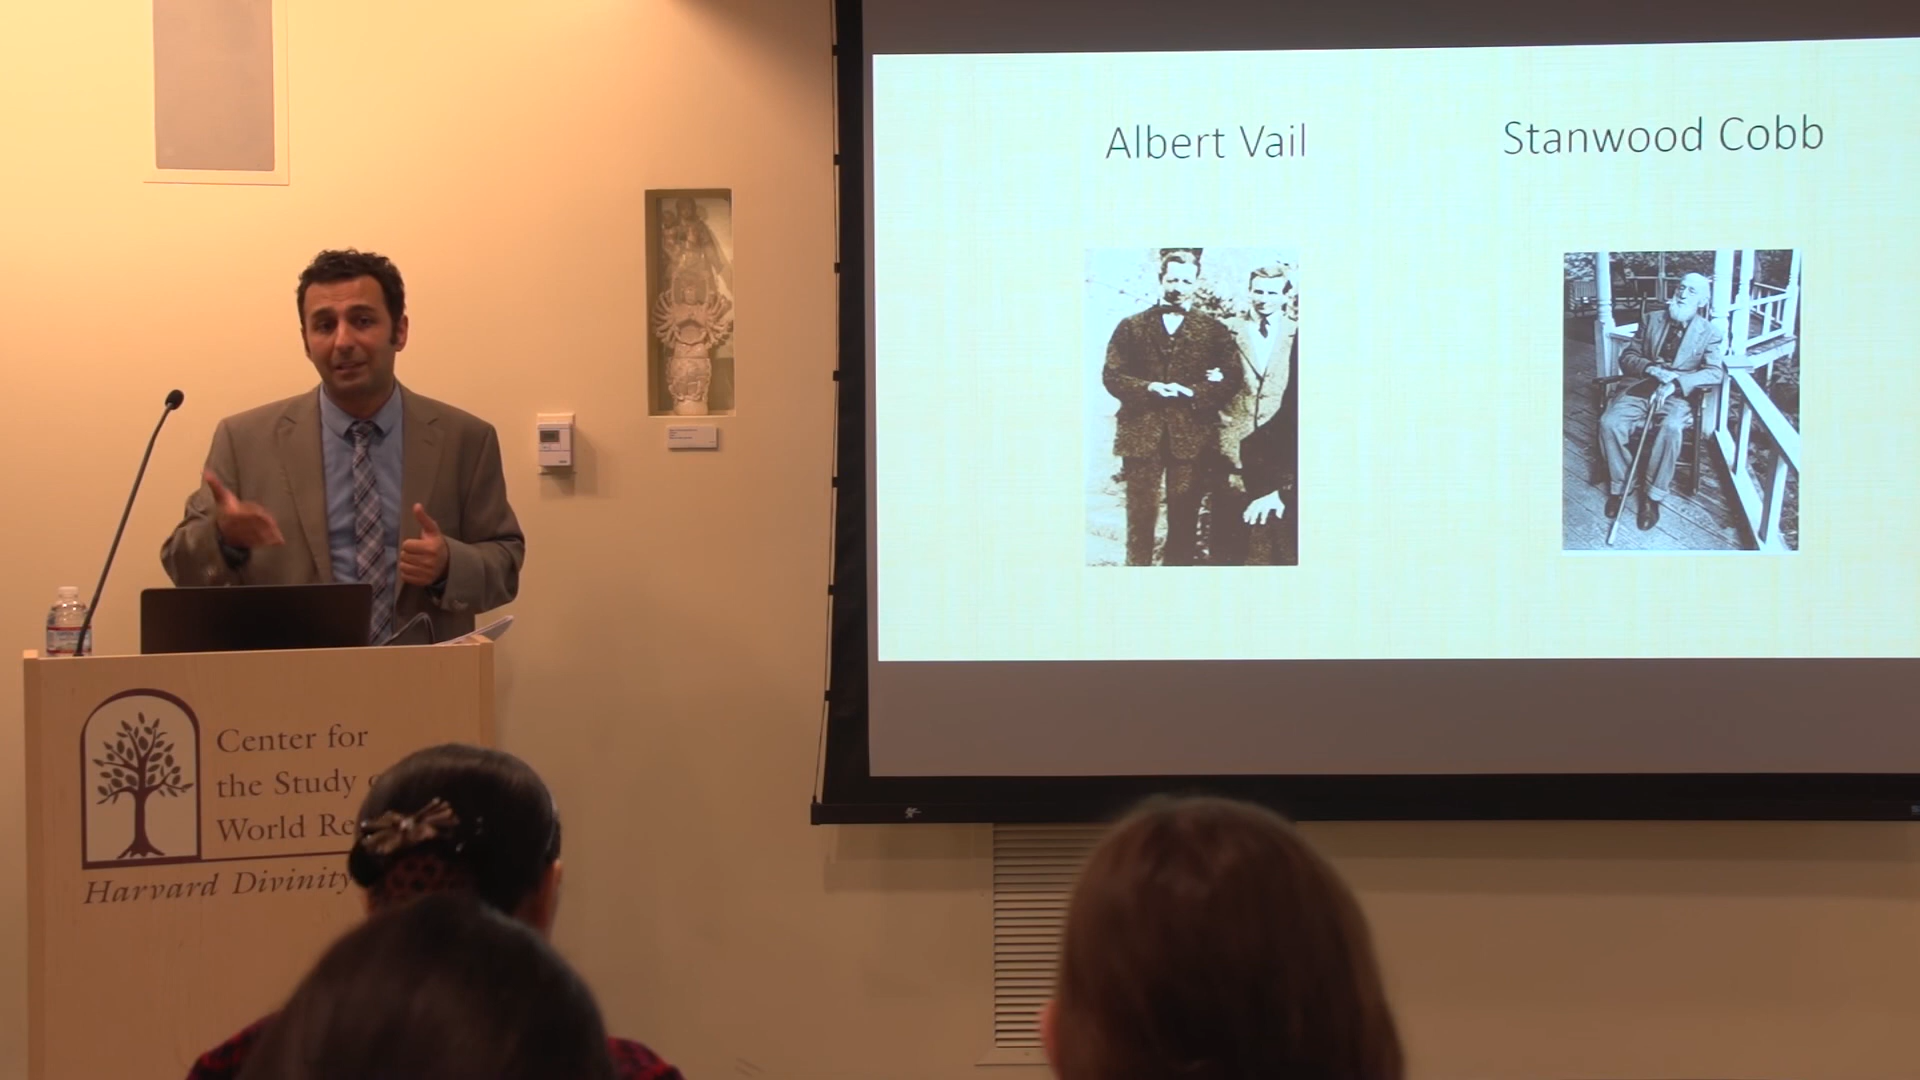 Albert Vail
Stanwood Cobb
Center for
the Study
World Re
Harvard Divinity